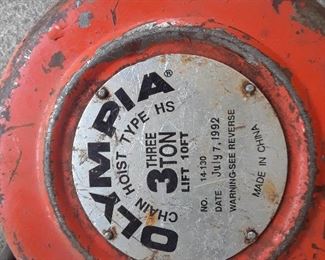 OLYMPIA®
CHAIN HOIST TYPE HS
THREE
3 TON
LIFT 10FT
NO. 14-130
DATE July 7, 1992
WARNING-SEE REVERSE
MADE IN CHINA